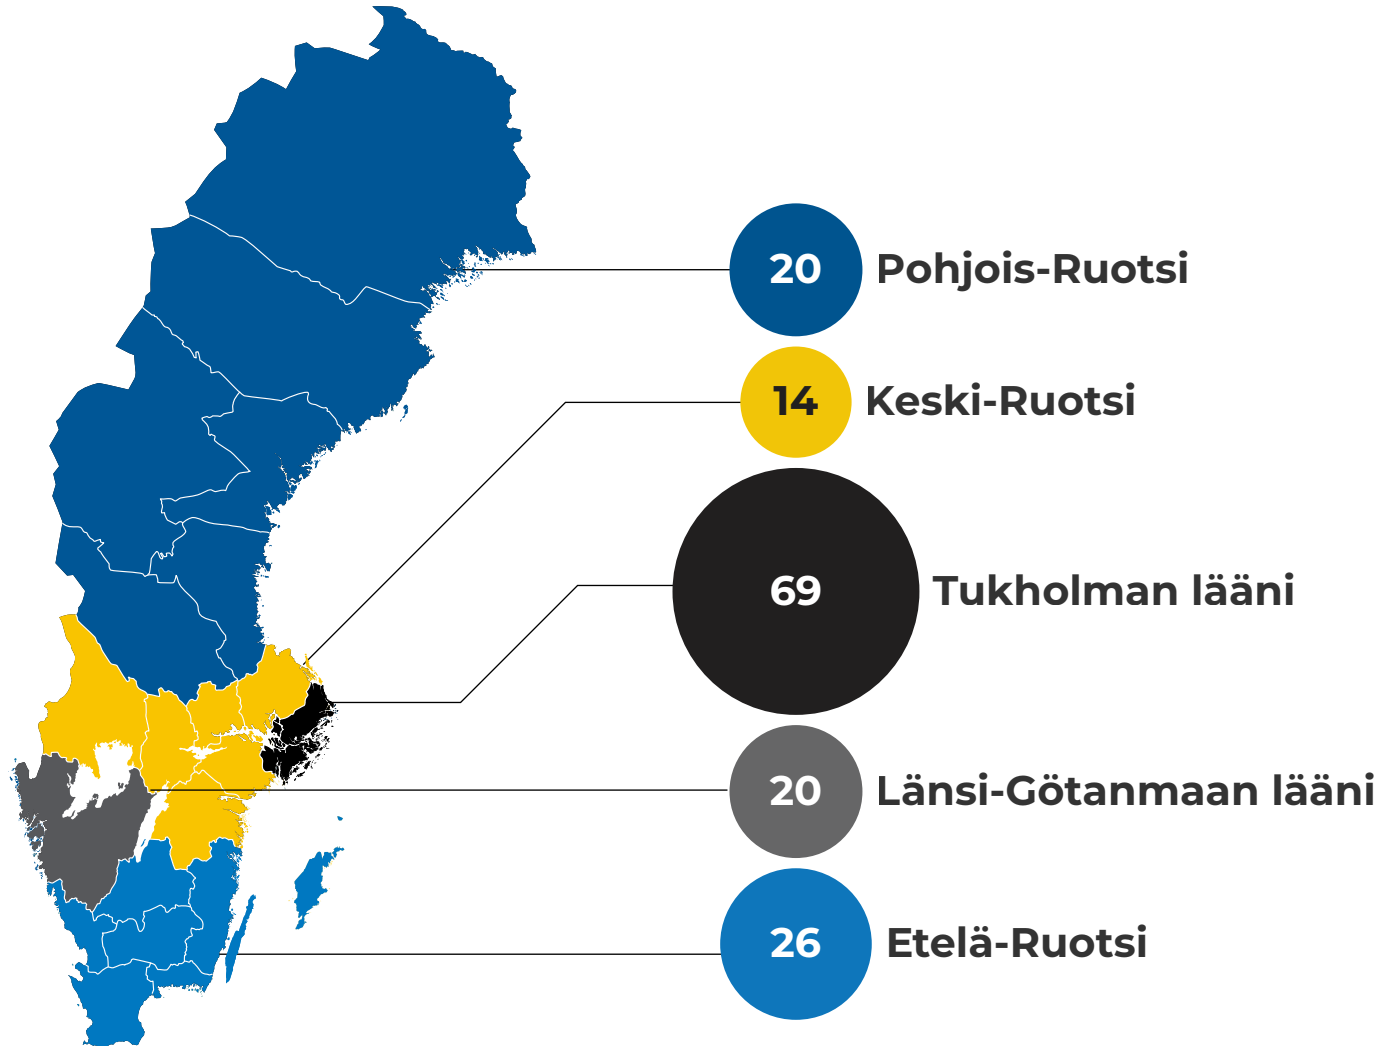 20 Pohjois-Ruotsi
14 Keski-Ruotsi
69 Tukholman lääni
20 Länsi-Götanmaan lääni
26 Etelä-Ruotsi